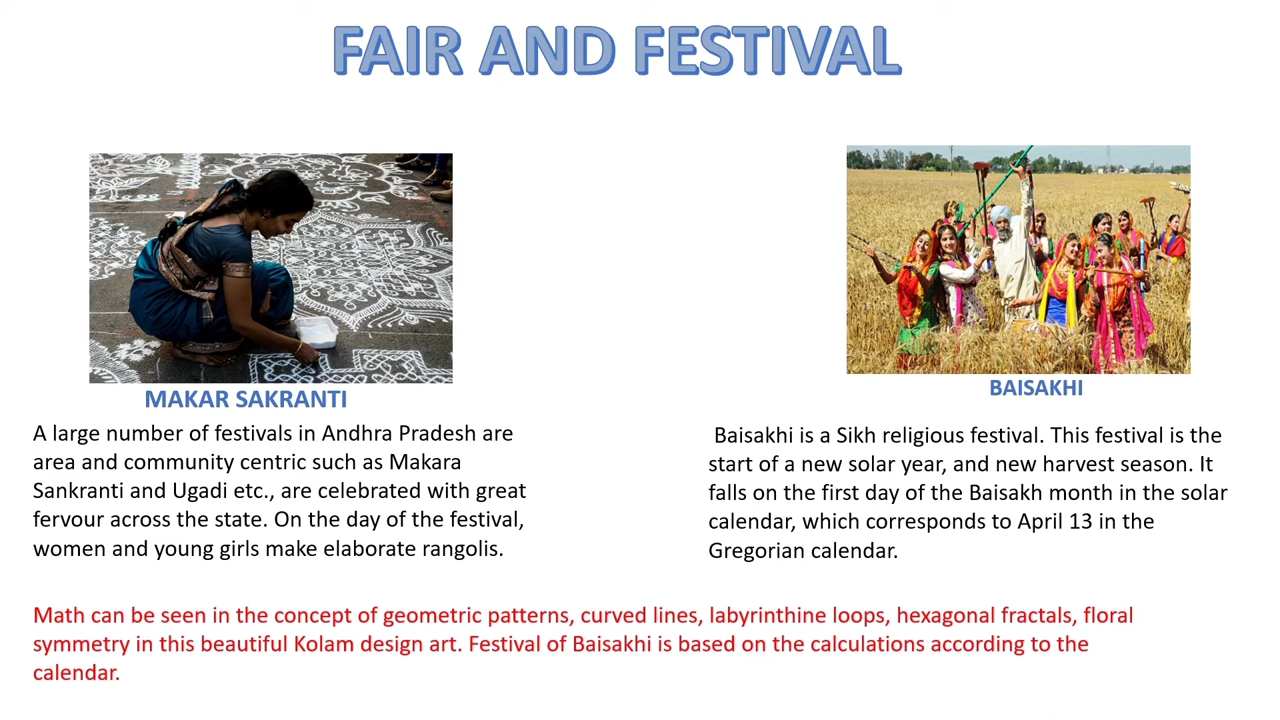 FAIR AND FESTIVAL
MAKAR SAKRANTI
A large number of festivals in Andhra Pradesh are
area and community centric such as Makara
Sankranti and Ugadi etc., are celebrated with great
fervour across the state. On the day of the festival,
women and young girls make elaborate rangolis.
BAISAKHI
Baisakhi is a Sikh religious festival. This festival is the
start of a new solar year, and new harvest season. It
falls on the first day of the Baisakh month in the solar
calendar, which corresponds to April 13 in the
Gregorian calendar.
Math can be seen in the concept of geometric patterns, curved lines, labyrinthine loops, hexagonal fractals, floral
symmetry in this beautiful Kolam design art. Festival of Baisakhi is based on the calculations according to the
calendar.